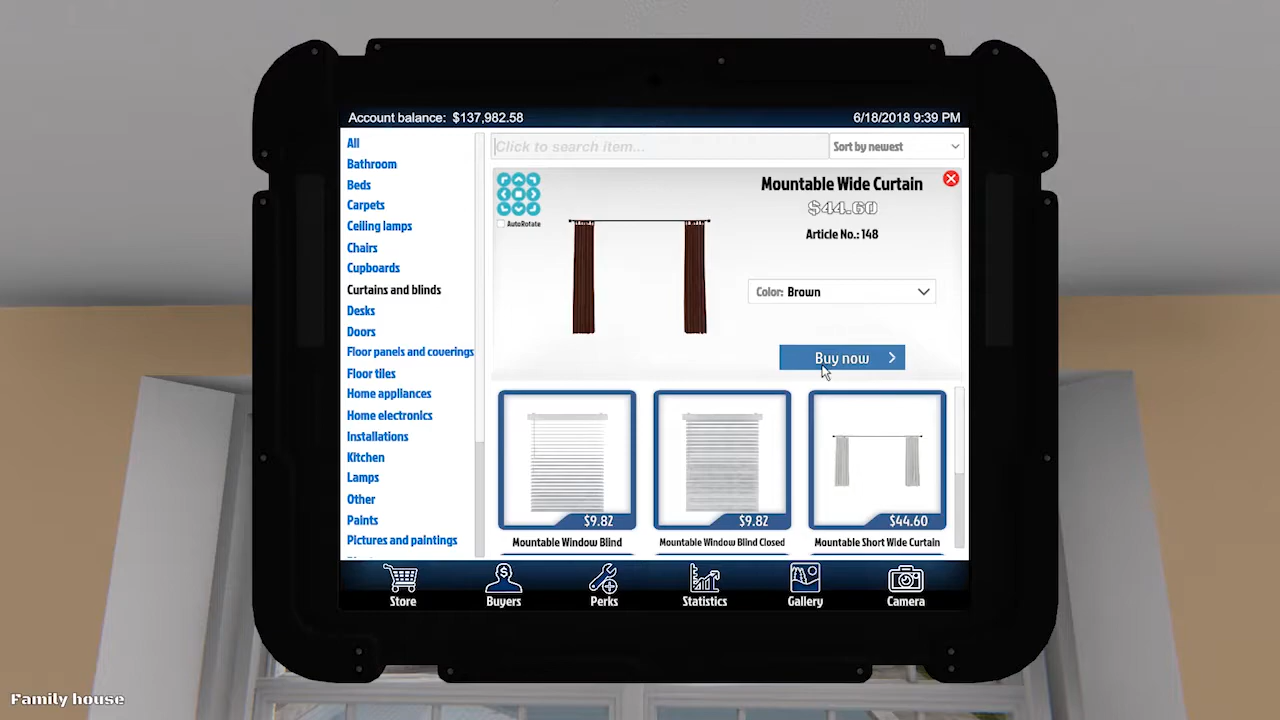 Account balance: $137,982.58
6/18/2018 9:39 PM
All
Bathroom
Beds
Carpets
Ceiling lamps
Chairs
Cupboards
Curtains and blinds
Desks
Doors
Floor panels and coverings
Floor tiles
Home appliances
Home electronics
Installations
Kitchen
Lamps
Other
Paints
Pictures and paintings
Click to search item...
Sort by newest
AutoRotate
Mountable Wide Curtain
$44.60
Article No.: 148
Color: Brown
Buy now
$9.82
Mountable Window Blind
$9.82
Mountable Window Blind Closed
$44.60
Mountable Short Wide Curtain
Store
Buyers
Perks
Statistics
Gallery
Camera
Family house